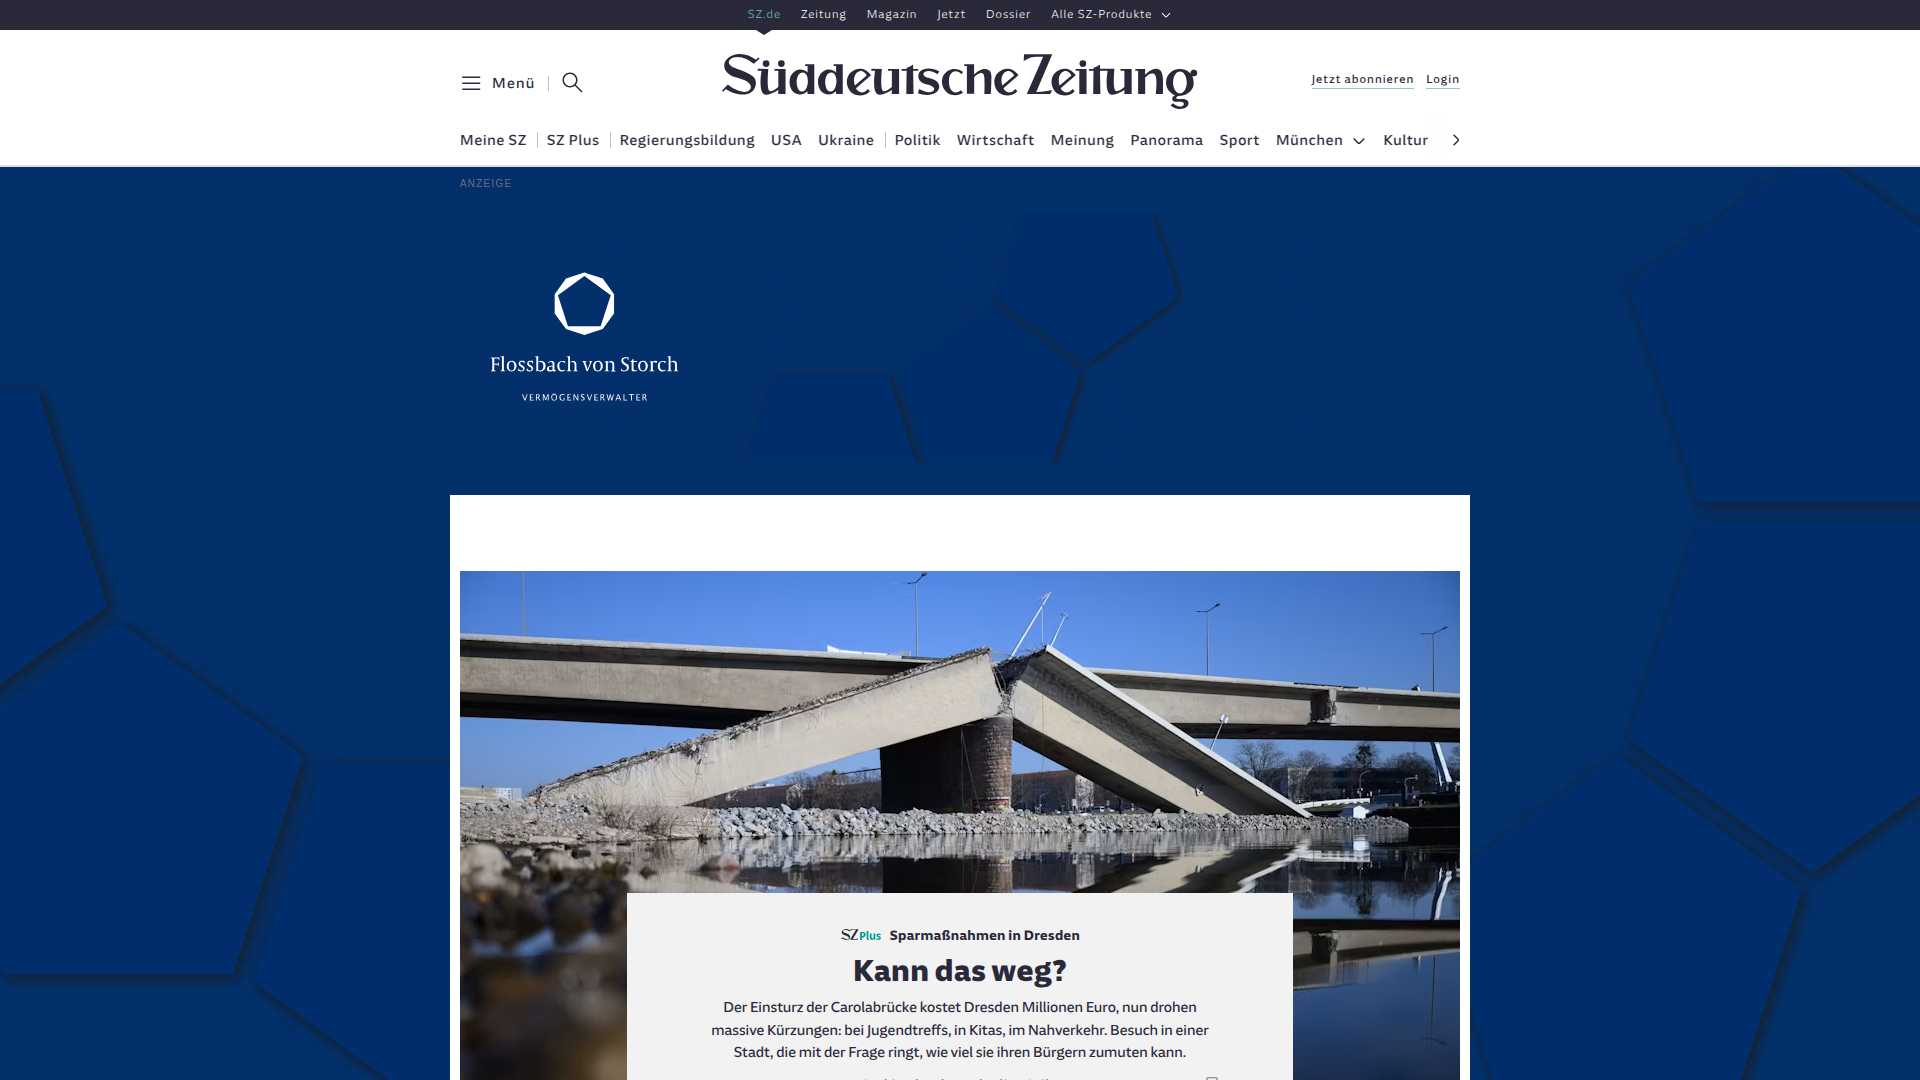 SZ.de Zeitung Magazin Jetzt Dossier Alle SZ-Produkte
Menü
Süddeutsche Zeitung
Jetzt abonnieren Login
Meine SZ SZ Plus Regierungsbildung USA Ukraine Politik Wirtschaft Meinung Panorama Sport München Kultur
ANZEIGE
Flossbach von Storch
VERMÖGENSVERWALTER
SZ Plus Sparmaßnahmen in Dresden
Kann das weg?
Der Einsturz der Carolabrücke kostet Dresden Millionen Euro, nun drohen
massive Kürzungen: bei Jugendtreffs, in Kitas, im Nahverkehr. Besuch in einer
Stadt, die mit der Frage ringt, wie viel sie ihren Bürgern zumuten kann.